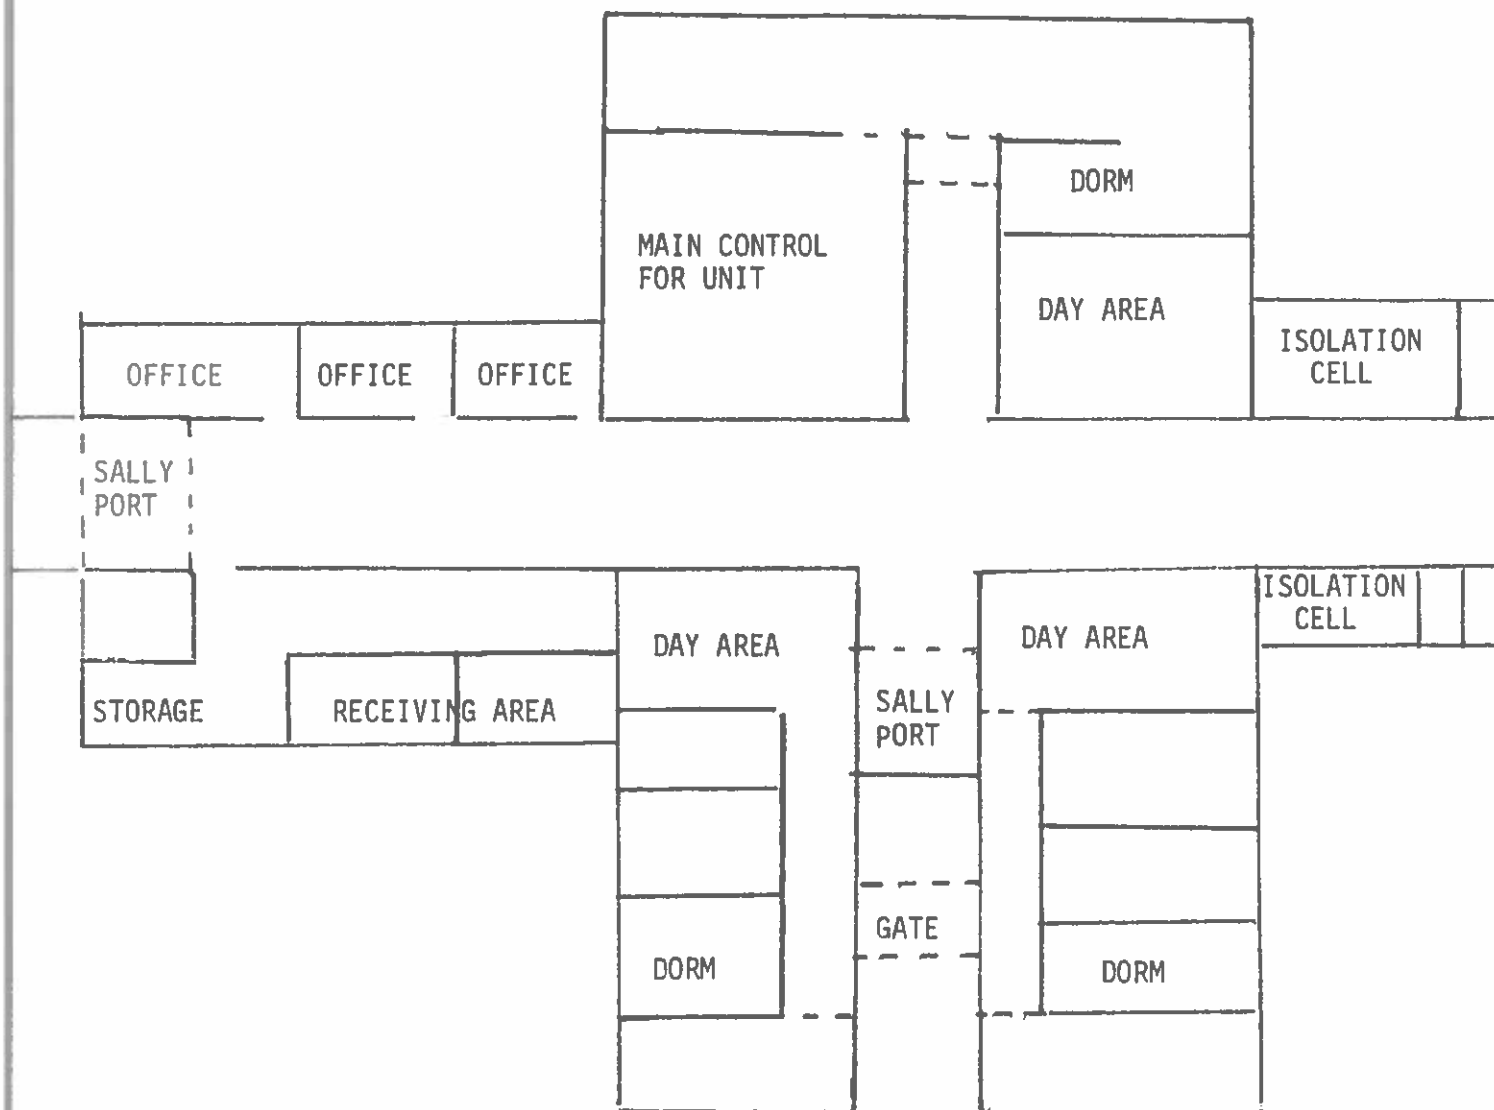 DORM
MAIN CONTROL
FOR UNIT
DAY AREA
ISOLATION
CELL
OFFICE
OFFICE
OFFICE
SALLY
PORT
ISOLATION
CELL
DAY AREA
DAY AREA
SALLY
PORT
STORAGE
RECEIVING AREA
GATE
DORM
DORM